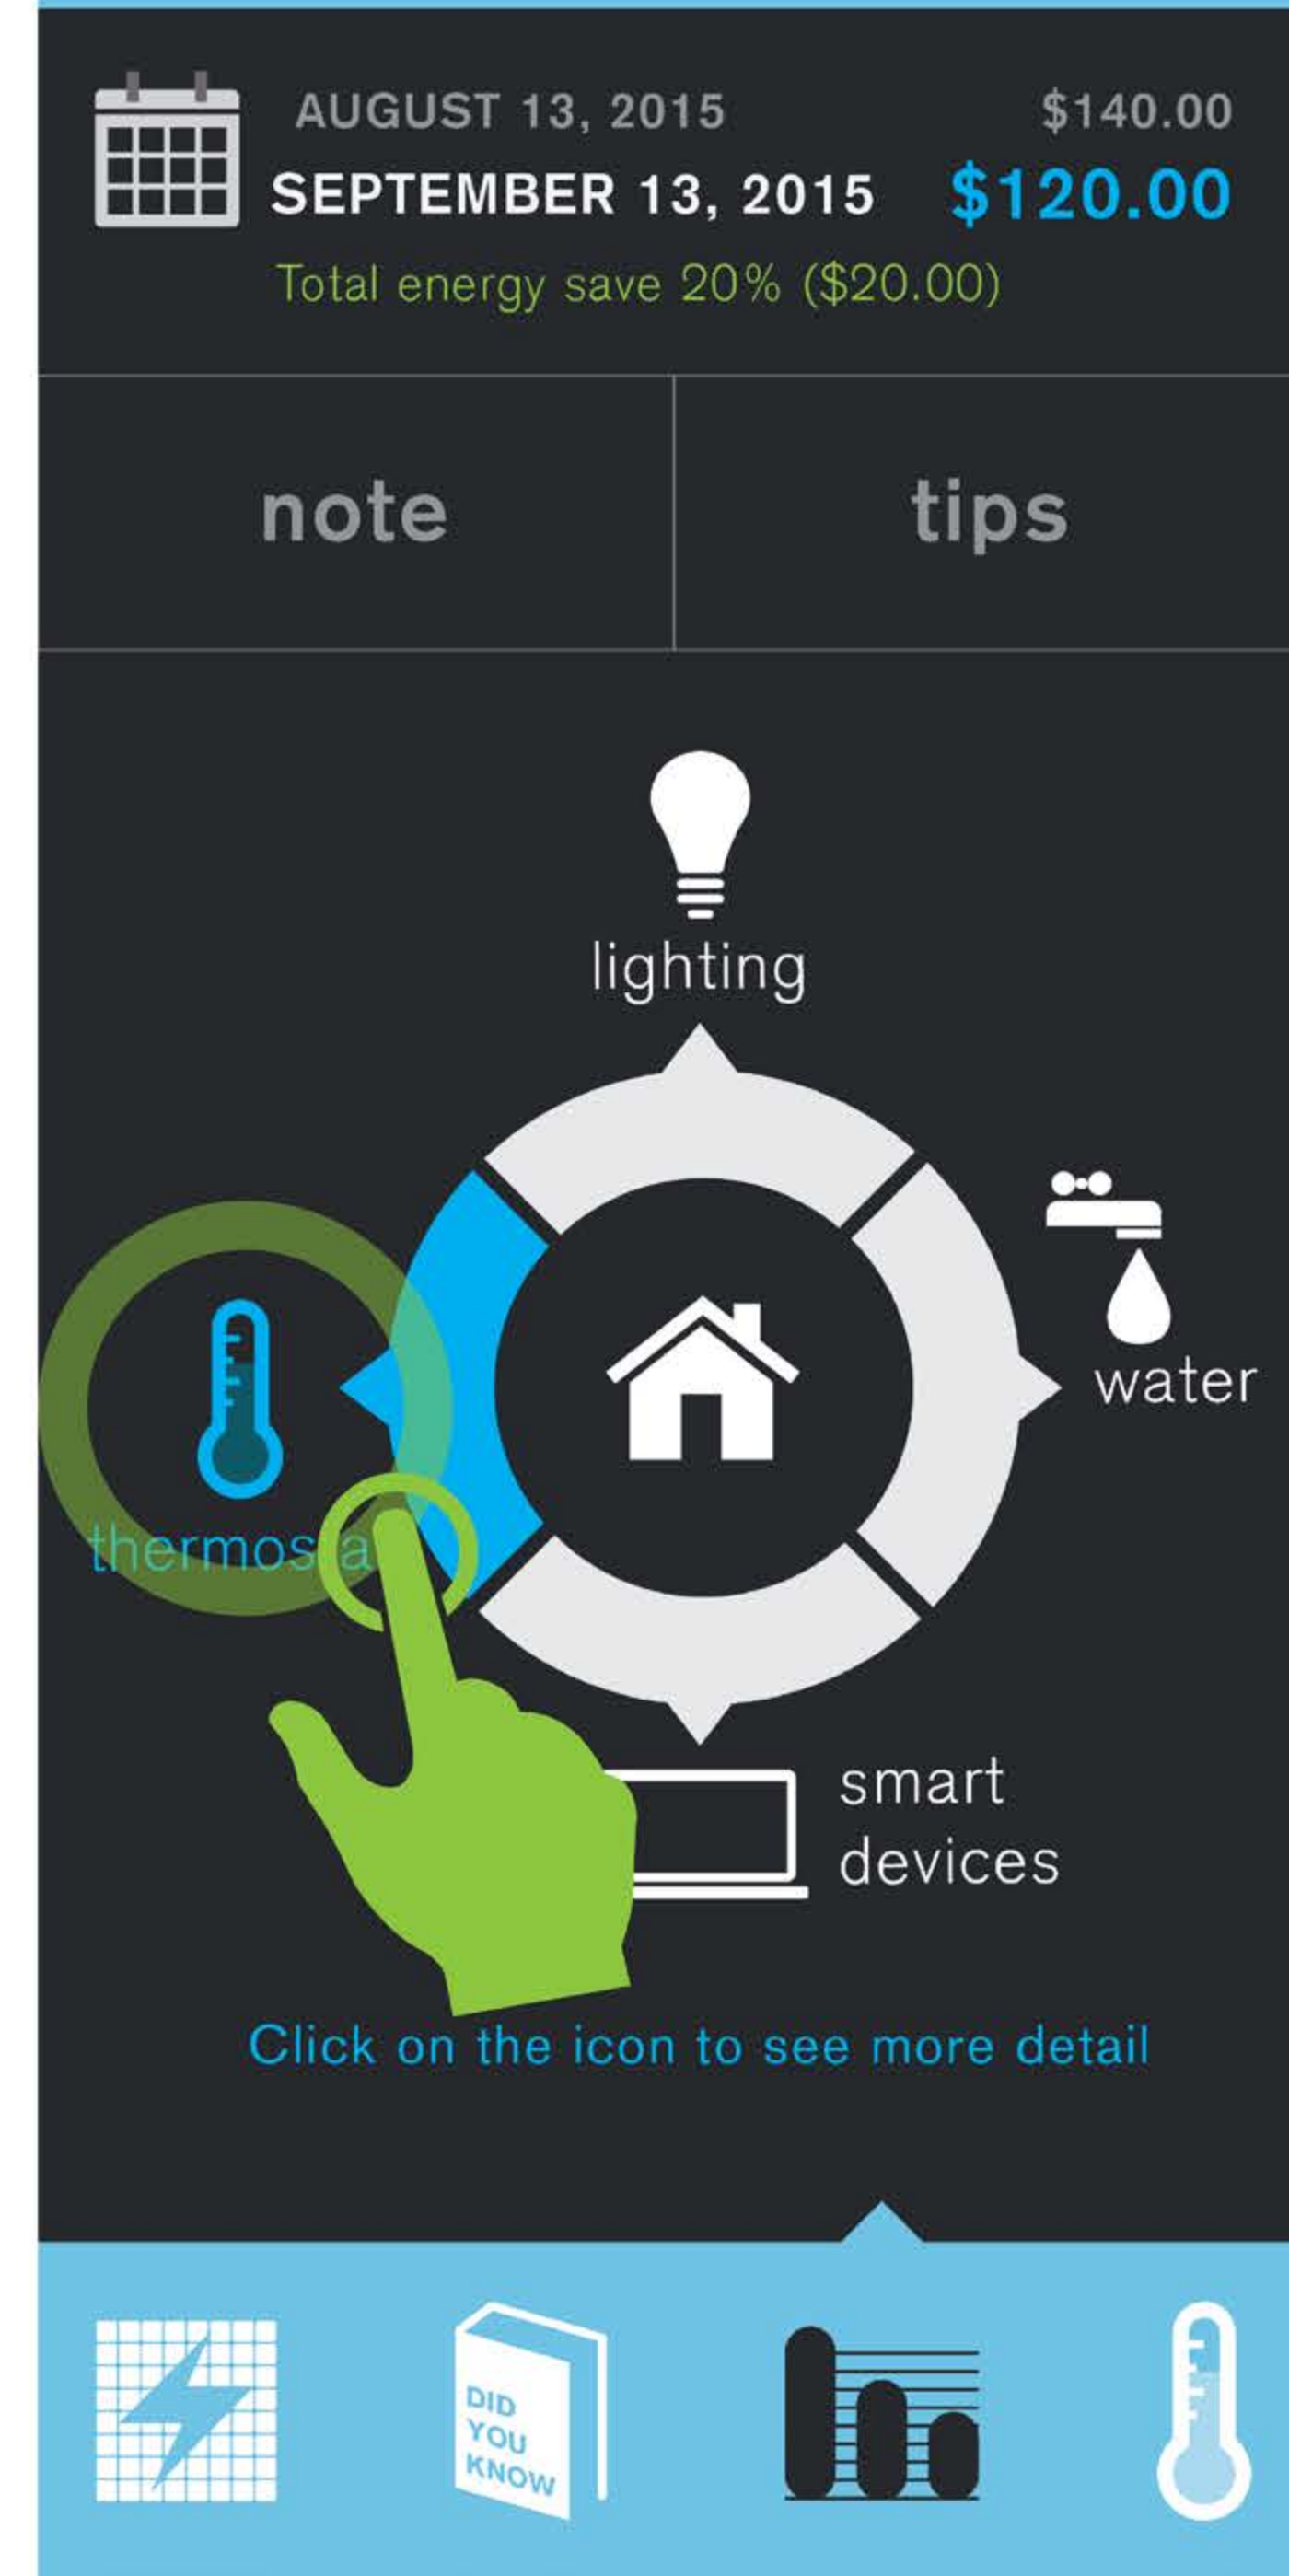 AUGUST 13, 2015 $140.00
SEPTEMBER 13, 2015 $120.00
Total energy save 20% ($20.00)
note tips
lighting
water
thermosta
smart
devices
Click on the icon to see more detail
DID
YOU
KNOW